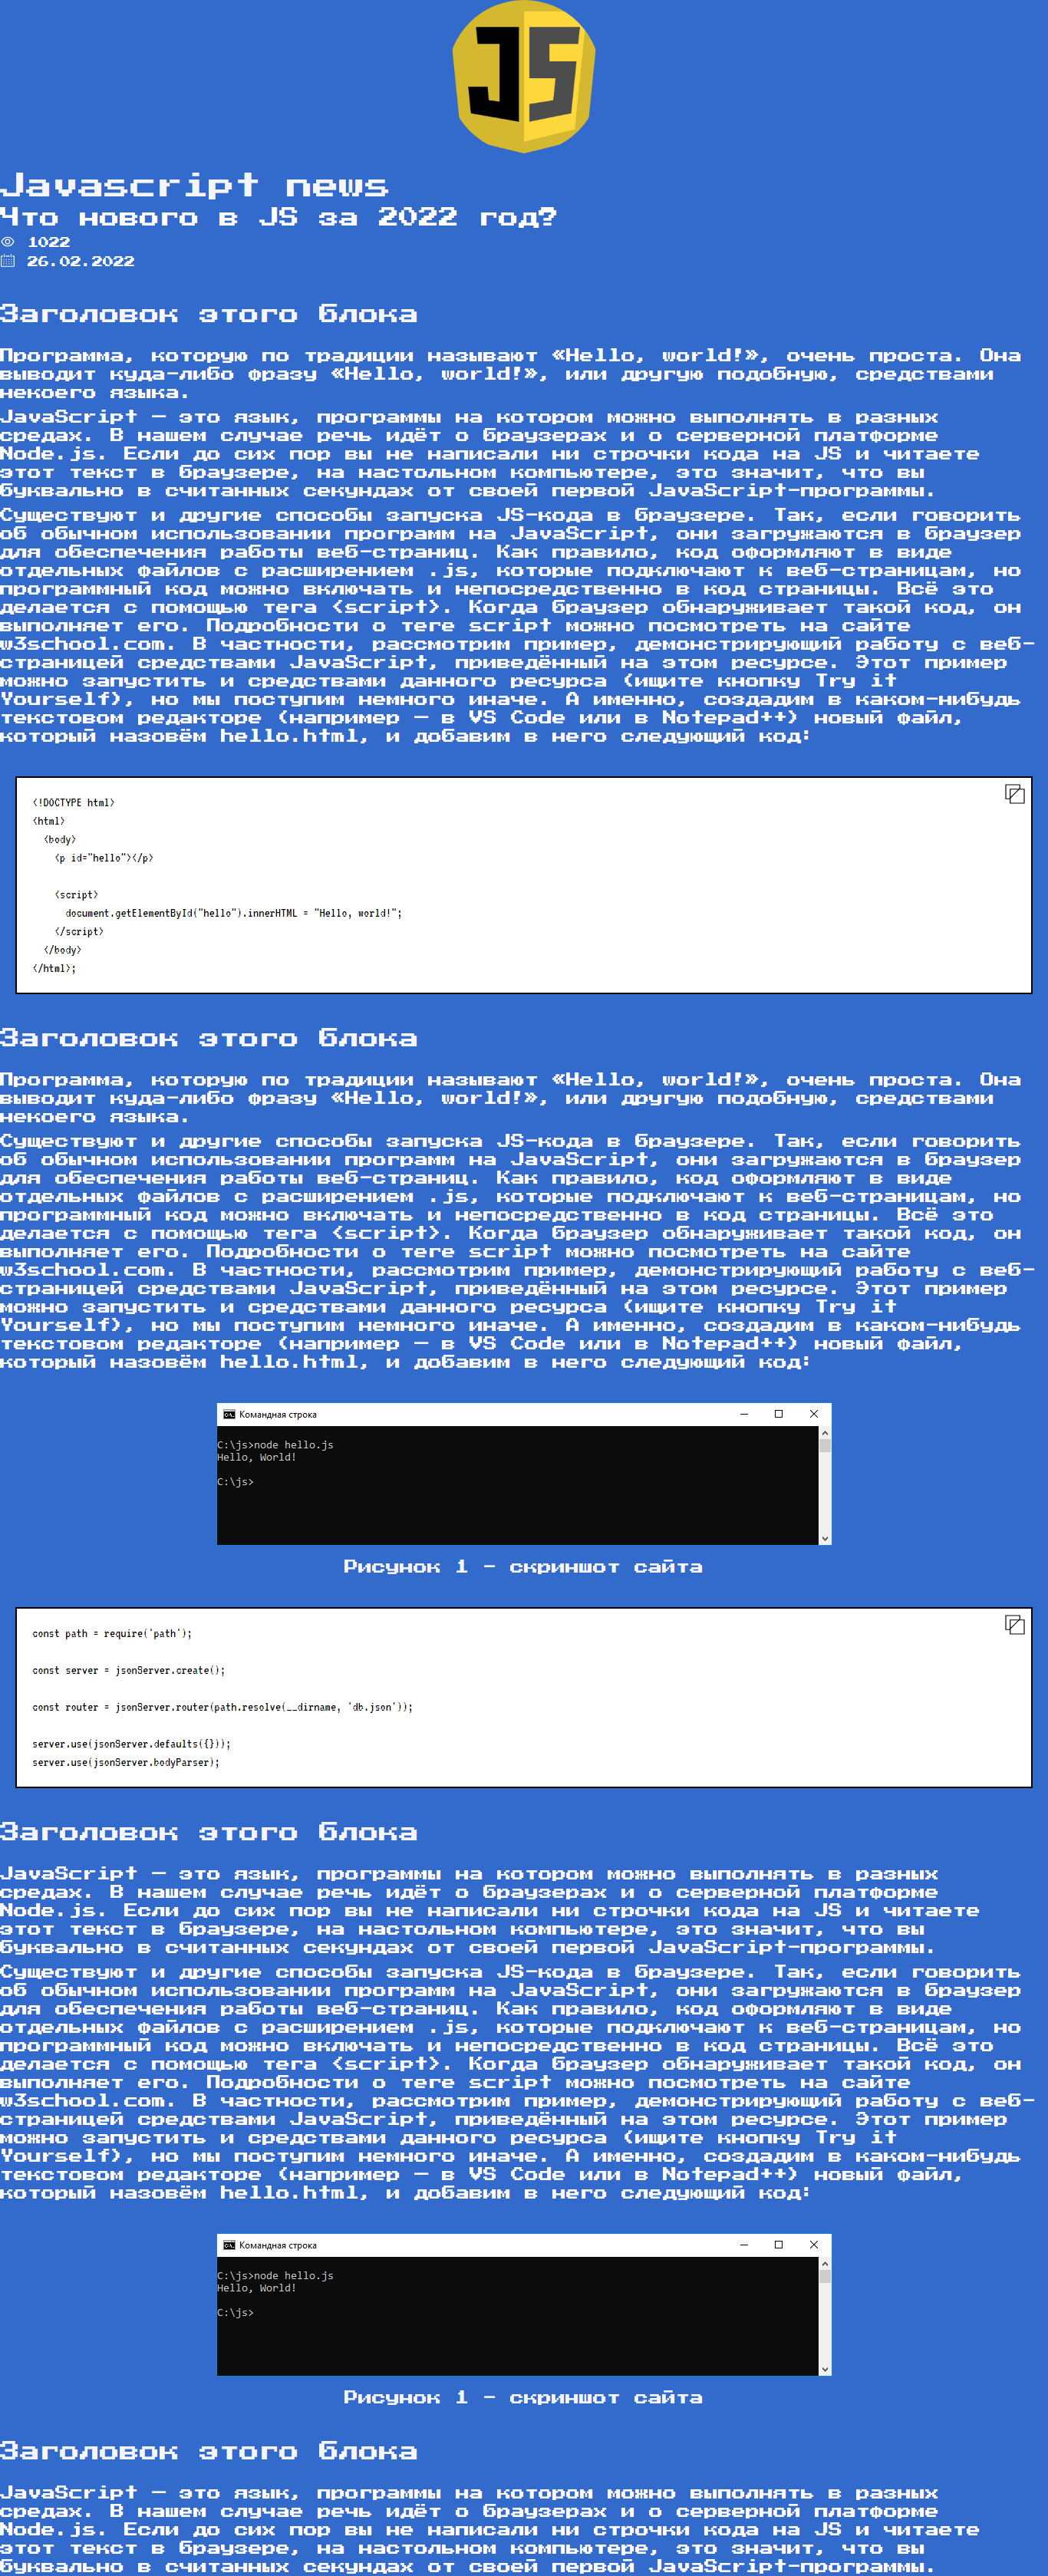 JS
Javascript news
Что нового в JS за 2022 год?
1022
26.02.2022
Заголовок этого блока
Программа, которую по традиции называют «Hello, world!», очень проста. Она
выводит куда-либо фразу «Hello, world!», или другую подобную, средствами
некоего языка.
JavaScript — это язык, программы на котором можно выполнять в разных
средах. В нашем случае речь идёт о браузерах и о серверной платформе
Node.js. Если до сих пор вы не написали ни строчки кода на JS и читаете
этот текст в браузере, на настольном компьютере, это значит, что вы
буквально в считанных секундах от своей первой JavaScript-программы.
Существуют и другие способы запуска JS-кода в браузере. Так, если говорить
об обычном использовании программ на JavaScript, они загружаются в браузер
для обеспечения работы веб-страниц. Как правило, код оформляют в виде
отдельных файлов с расширением .js, которые подключают к веб-страницам, но
программный код можно включать и непосредственно в код страницы. Всё это
делается с помощью тега <script>. Когда браузер обнаруживает такой код, он
выполняет его. Подробности о теге script можно посмотреть на сайте
w3school.com. В частности, рассмотрим пример, демонстрирующий работу с веб-
страницей средствами JavaScript, приведённый на этом ресурсе. Этот пример
можно запустить и средствами данного ресурса (ищите кнопку Try it
Yourself), но мы поступим немного иначе. А именно, создадим в каком-нибудь
текстовом редакторе (например — в VS Code или в Notepad++) новый файл,
который назовём hello.html, и добавим в него следующий код:
<!DOCTYPE html>
<html>
<body>
<p id="hello"></p>
<script>
document.getElementById("hello").innerHTML = "Hello, world!";
</script>
</body>
</html>;
Заголовок этого блока
Программа, которую по традиции называют «Hello, world!», очень проста. Она
выводит куда-либо фразу «Hello, world!», или другую подобную, средствами
некоего языка.
Существуют и другие способы запуска JS-кода в браузере. Так, если говорить
об обычном использовании программ на JavaScript, они загружаются в браузер
для обеспечения работы веб-страниц. Как правило, код оформляют в виде
отдельных файлов с расширением .js, которые подключают к веб-страницам, но
программный код можно включать и непосредственно в код страницы. Всё это
делается с помощью тега <script>. Когда браузер обнаруживает такой код, он
выполняет его. Подробности о теге script можно посмотреть на сайте
w3school.com. В частности, рассмотрим пример, демонстрирующий работу с веб-
страницей средствами JavaScript, приведённый на этом ресурсе. Этот пример
можно запустить и средствами данного ресурса (ищите кнопку Try it
Yourself), но мы поступим немного иначе. А именно, создадим в каком-нибудь
текстовом редакторе (например — в VS Code или в Notepad++) новый файл,
который назовём hello.html, и добавим в него следующий код:
Командная строка
C:\js>node hello.js
Hello, World!
C:\js>
Рисунок 1 - скриншот сайта
const path = require('path');
const server = jsonServer.create();
const router = jsonServer.router(path.resolve(__dirname, 'db.json'));
server.use(jsonServer.defaults({}));
server.use(jsonServer.bodyParser);
Заголовок этого блока
JavaScript — это язык, программы на котором можно выполнять в разных
средах. В нашем случае речь идёт о браузерах и о серверной платформе
Node.js. Если до сих пор вы не написали ни строчки кода на JS и читаете
этот текст в браузере, на настольном компьютере, это значит, что вы
буквально в считанных секундах от своей первой JavaScript-программы.
Существуют и другие способы запуска JS-кода в браузере. Так, если говорить
об обычном использовании программ на JavaScript, они загружаются в браузер
для обеспечения работы веб-страниц. Как правило, код оформляют в виде
отдельных файлов с расширением .js, которые подключают к веб-страницам, но
программный код можно включать и непосредственно в код страницы. Всё это
делается с помощью тега <script>. Когда браузер обнаруживает такой код, он
выполняет его. Подробности о теге script можно посмотреть на сайте
w3school.com. В частности, рассмотрим пример, демонстрирующий работу с веб-
страницей средствами JavaScript, приведённый на этом ресурсе. Этот пример
можно запустить и средствами данного ресурса (ищите кнопку Try it
Yourself), но мы поступим немного иначе. А именно, создадим в каком-нибудь
текстовом редакторе (например — в VS Code или в Notepad++) новый файл,
который назовём hello.html, и добавим в него следующий код:
Командная строка
C:\js>node hello.js
Hello, World!
C:\js>
Рисунок 1 - скриншот сайта
Заголовок этого блока
JavaScript — это язык, программы на котором можно выполнять в разных
средах. В нашем случае речь идёт о браузерах и о серверной платформе
Node.js. Если до сих пор вы не написали ни строчки кода на JS и читаете
этот текст в браузере, на настольном компьютере, это значит, что вы
буквально в считанных секундах от своей первой JavaScript-программы.